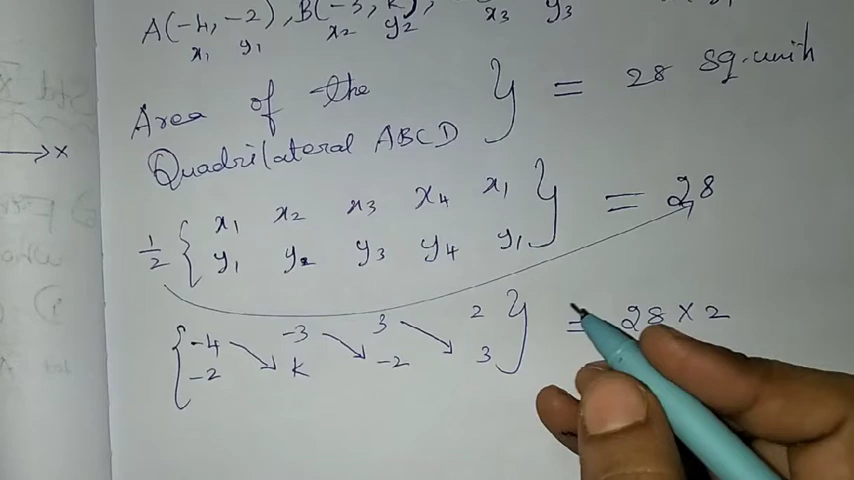 A(-4, -2), B(-3, k),
x1 y1 x2 y2 x3 y3
Area of the
Quadrilateral ABCD } = 28 sq.units
1/2 { x1 x2 x3 x4 x1
y1 y2 y3 y4 y1 } = 28
{ -4 -3 3 2
-2 k -2 3 } = 28 × 2
x